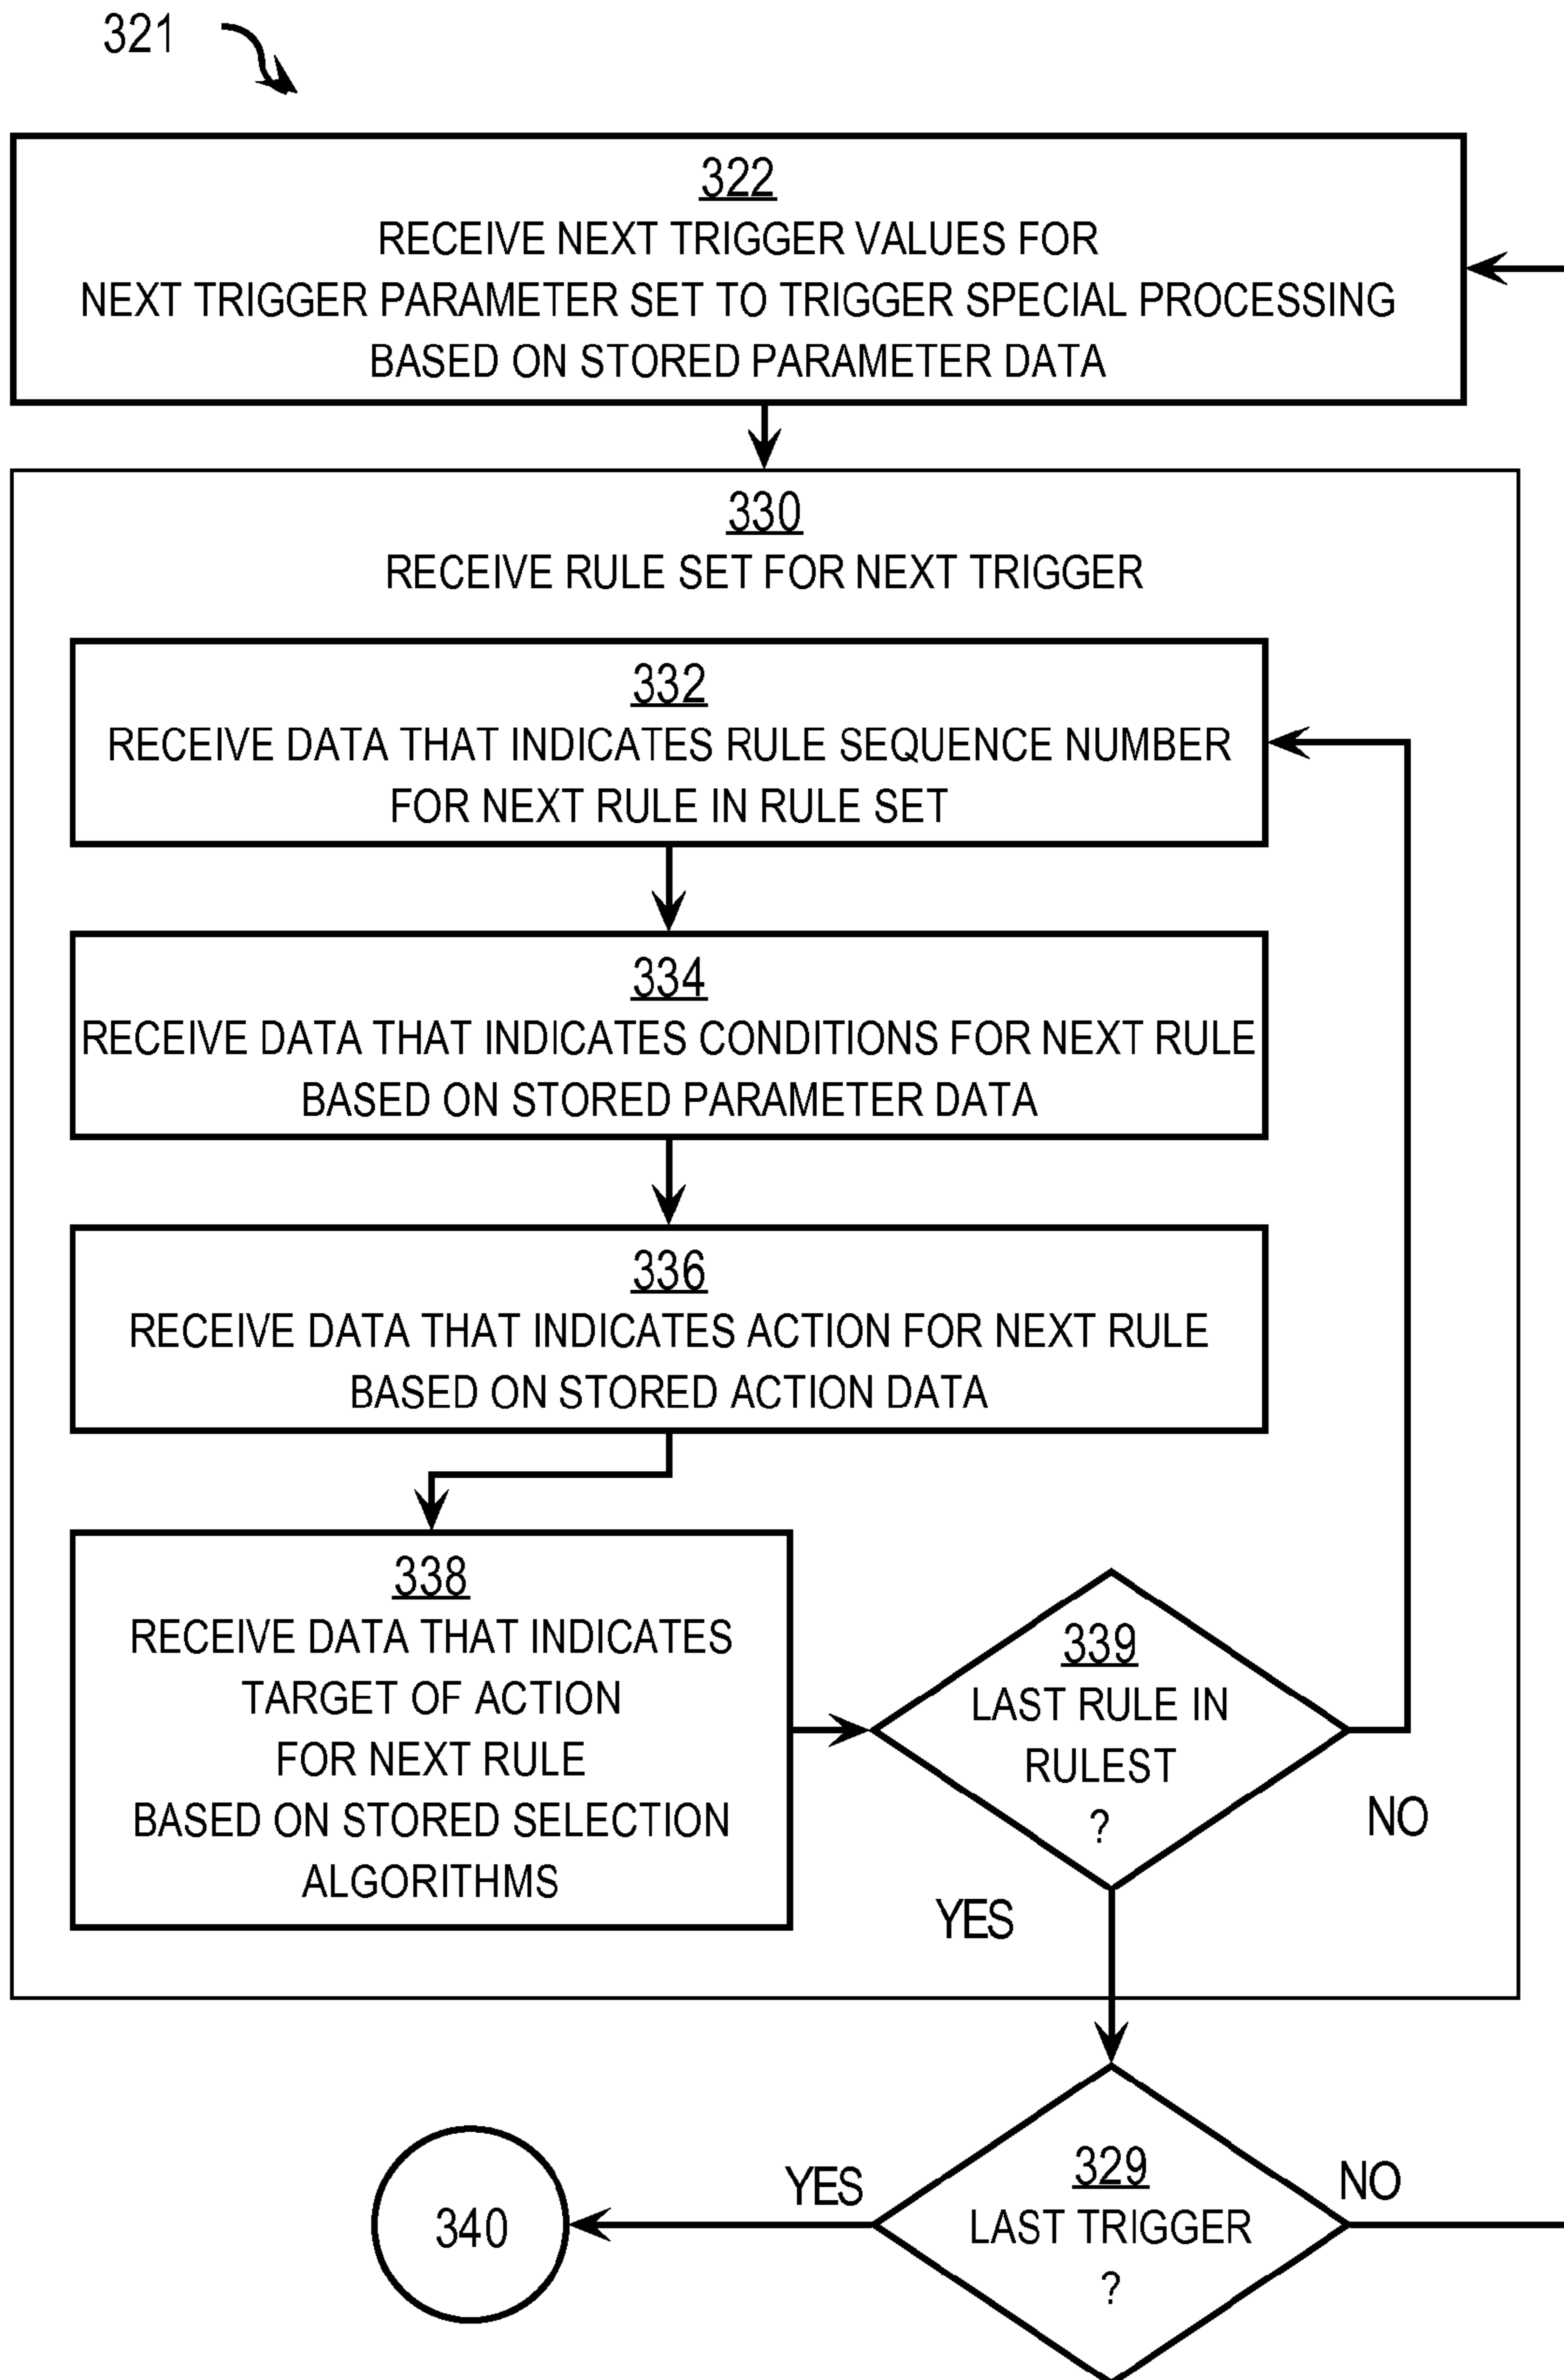 321
322
RECEIVE NEXT TRIGGER VALUES FOR
NEXT TRIGGER PARAMETER SET TO TRIGGER SPECIAL PROCESSING
BASED ON STORED PARAMETER DATA
330
RECEIVE RULE SET FOR NEXT TRIGGER
332
RECEIVE DATA THAT INDICATES RULE SEQUENCE NUMBER
FOR NEXT RULE IN RULE SET
334
RECEIVE DATA THAT INDICATES CONDITIONS FOR NEXT RULE
BASED ON STORED PARAMETER DATA
336
RECEIVE DATA THAT INDICATES ACTION FOR NEXT RULE
BASED ON STORED ACTION DATA
338
RECEIVE DATA THAT INDICATES
TARGET OF ACTION
FOR NEXT RULE
BASED ON STORED SELECTION
ALGORITHMS
339
LAST RULE IN
RULEST
?
NO
YES
329
LAST TRIGGER
?
YES
NO
340